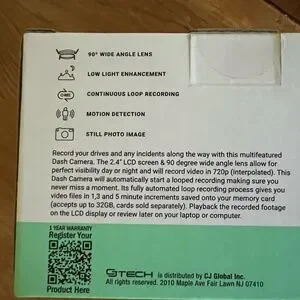 90° WIDE ANGLE LENS
LOW LIGHT ENHANCEMENT
CONTINUOUS LOOP RECORDING
MOTION DETECTION
STILL PHOTO IMAGE
Record your drives and any incidents along the way with this multifeatured
Dash Camera. The 2.4" LCD screen & 90 degree wide angle lens allow for
perfect visibility day or night and will record video in 720p (Interpolated). This
Dash Camera will automatically start a looped recording making sure you
never miss a moment. Its fully automated loop recording process gives you
video files in 1,3 and 5 minute increments saved onto your memory card
(accepts up to 32GB, cards sold separately). Playback the recorded footage
on the LCD display or review later on your laptop or computer.
1 YEAR WARRANTY
Register Your
Product Here
GTECH is distributed by CJ Global Inc.
All rights reserved. 2010 Maple Ave Fair Lawn NJ 07410